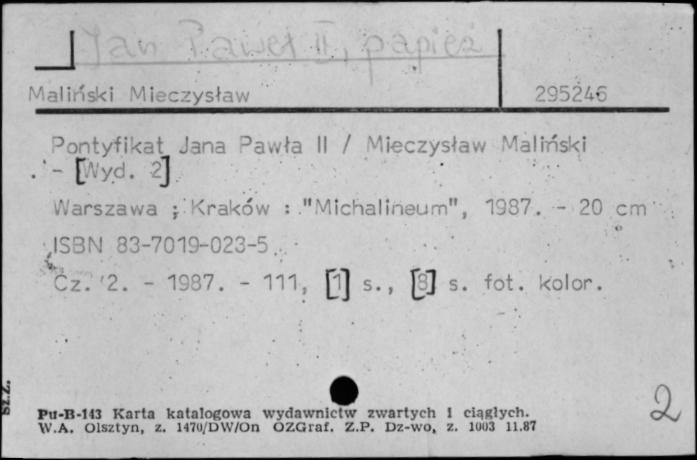 Jan Paweł II, papież
Maliński Mieczysław 295246
Pontyfikat Jana Pawła II / Mieczysław Maliński
- [Wyd. 2]
Warszawa ; Kraków : "Michalineum", 1987. - 20 cm
ISBN 83-7019-023-5
Cz. 2. - 1987. - 111, [1] s., [8] s. fot. kolor.
Sz.Z.
Pu-B-143 Karta katalogowa wydawnictw zwartych i ciągłych.
W.A. Olsztyn, z. 1470/DW/On OZGraf. Z.P. Dz-wo, z. 1003 11.87
2